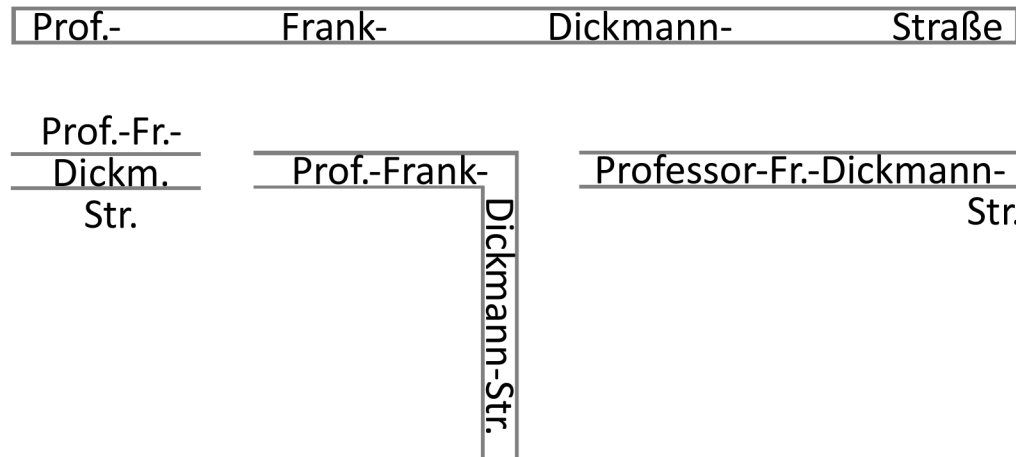 Prof.- Frank- Dickmann- Straße
Prof.-Fr.-
Dickm.
Str.
Prof.-Frank-
Dickmann-Str.
Professor-Fr.-Dickmann-
Str.